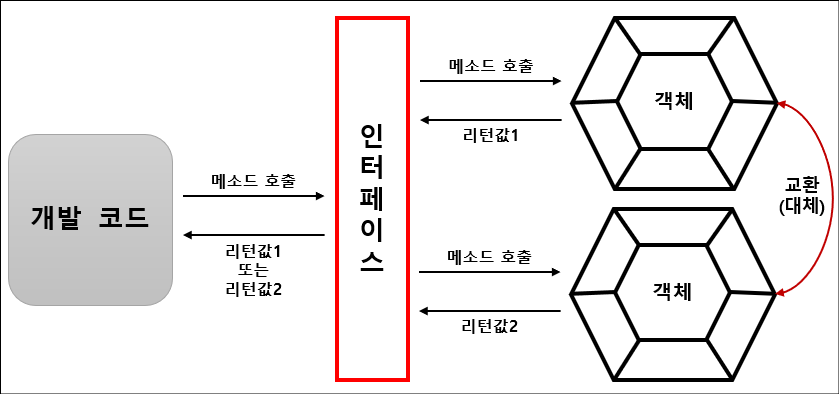 개발 코드
메소드 호출
리턴값1
또는
리턴값2
인터페이스
메소드 호출
리턴값1
객체
메소드 호출
리턴값2
객체
교환
(대체)